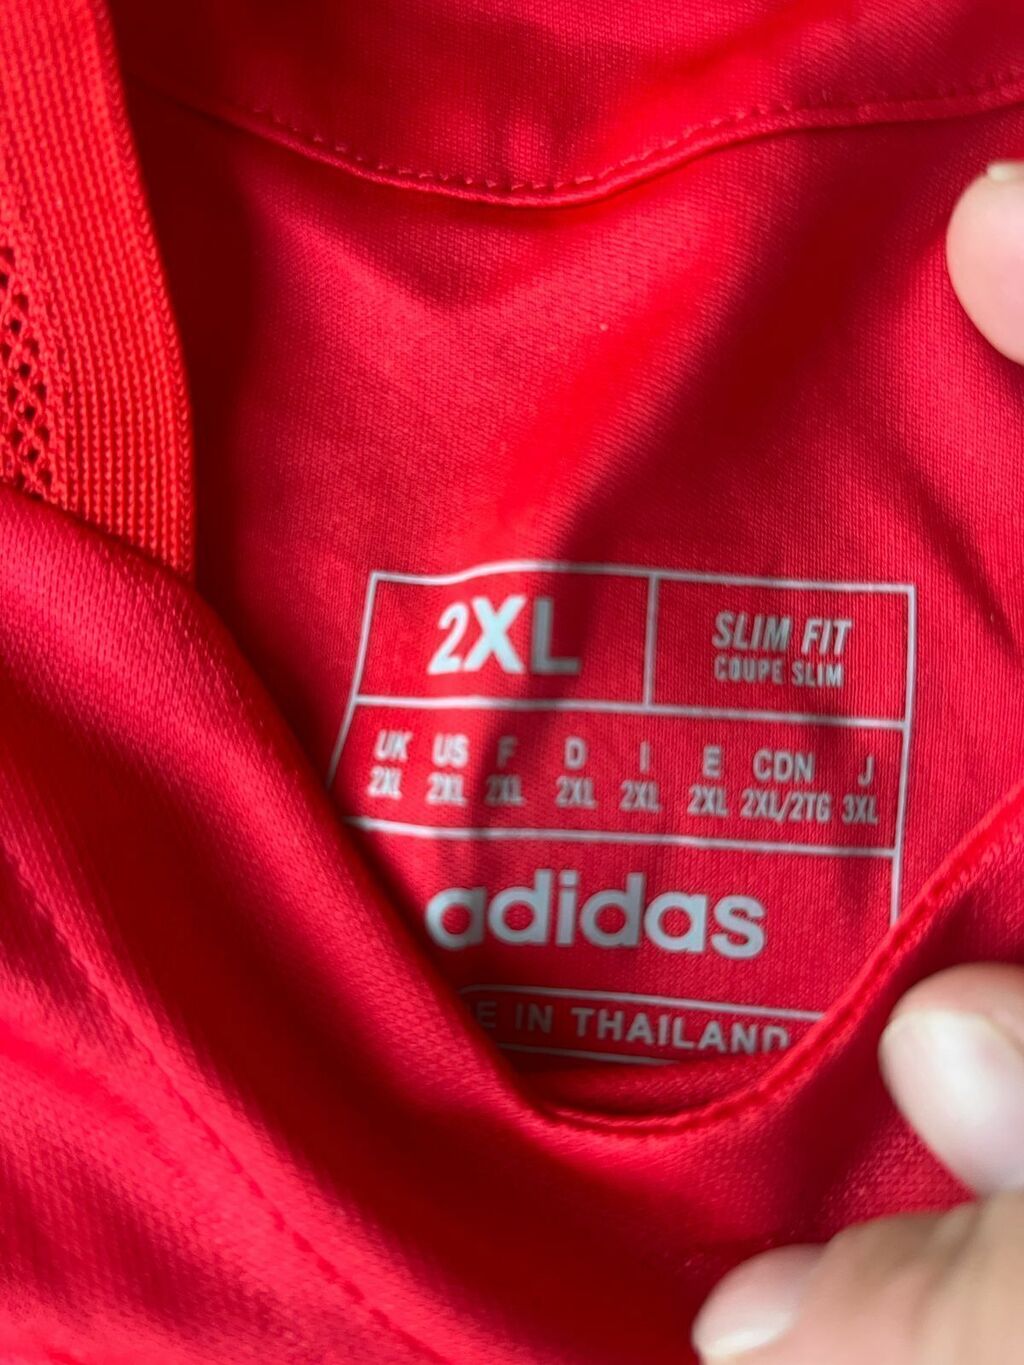 2XL
SLIM FIT
COUPE SLIM
UK US F D I E CDN J
2XL 2XL 2XL 2XL 2XL 2XL 2XL/2TG 3XL
adidas
E IN THAILAND